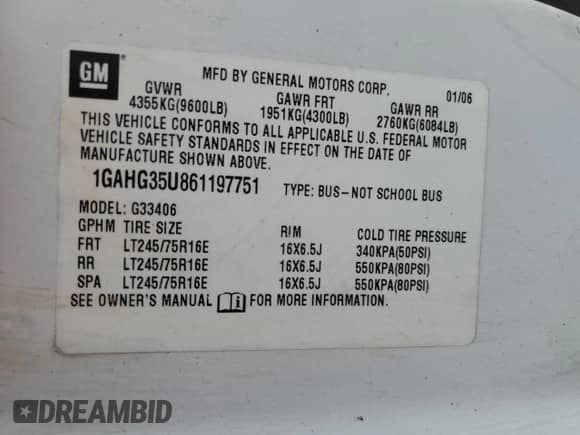 GM
MFD BY GENERAL MOTORS CORP. 01/06
GVWR GAWR FRT GAWR RR
4355KG(9600LB) 1951KG(4300LB) 2760KG(6084LB)
THIS VEHICLE CONFORMS TO ALL APPLICABLE U.S. FEDERAL MOTOR
VEHICLE SAFETY STANDARDS IN EFFECT ON THE DATE OF
MANUFACTURE SHOWN ABOVE.
1GAHG35U861197751 TYPE: BUS-NOT SCHOOL BUS
MODEL: G33406
GPHM TIRE SIZE RIM COLD TIRE PRESSURE
FRT LT245/75R16E 16X6.5J 340KPA(50PSI)
RR LT245/75R16E 16X6.5J 550KPA(80PSI)
SPA LT245/75R16E 16X6.5J 550KPA(80PSI)
SEE OWNER'S MANUAL FOR MORE INFORMATION.
DREAMBID